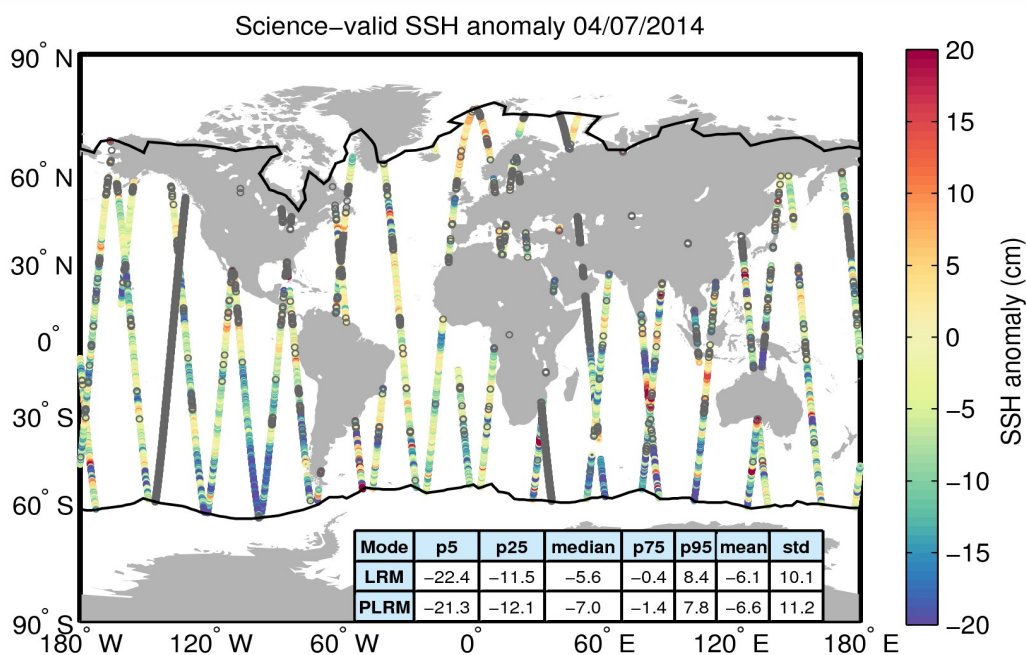 Science−valid SSH anomaly 04/07/2014
90° N
60° N
30° N
0°
30° S
60° S
90° S
180° W
120° W
60° W
0°
60° E
120° E
180° E
Mode p5 p25 median p75 p95 mean std
LRM −22.4 −11.5 −5.6 −0.4 8.4 −6.1 10.1
PLRM −21.3 −12.1 −7.0 −1.4 7.8 −6.6 11.2
20
15
10
5
0
−5
−10
−15
−20
SSH anomaly (cm)